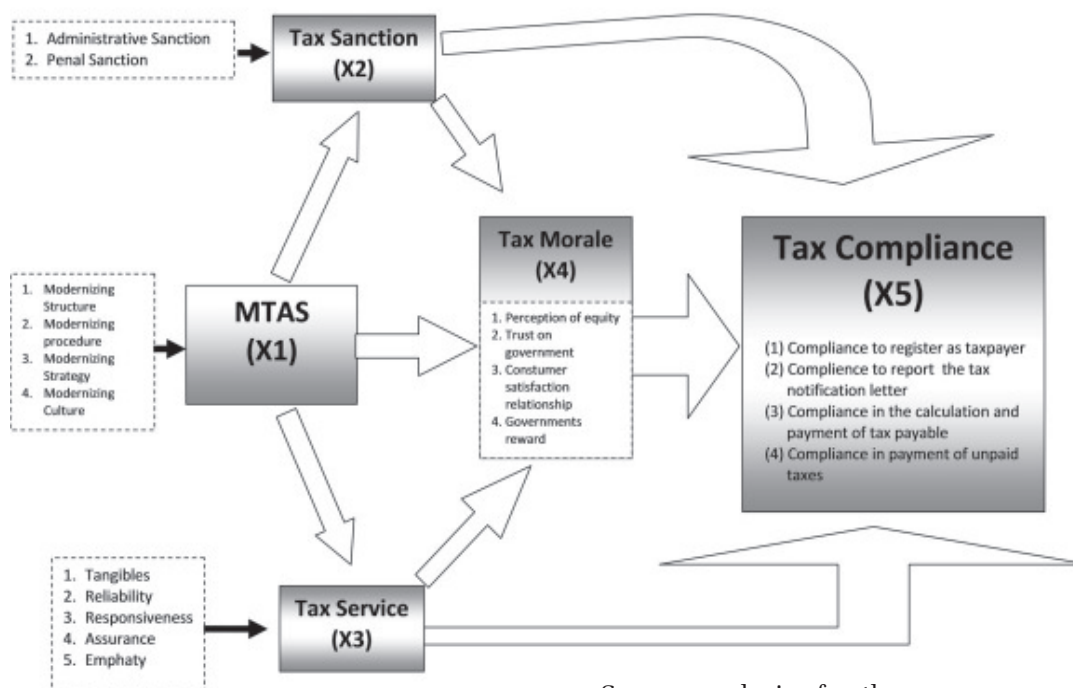 1. Administrative Sanction
2. Penal Sanction
Tax Sanction
(X2)
1. Modernizing
Structure
2. Modernizing
procedure
3. Modernizing
Strategy
4. Modernizing
Culture
MTAS
(X1)
Tax Morale
(X4)
1. Perception of equity
2. Trust on
government
3. Constumer
satisfaction
relationship
4. Governments
reward
Tax Compliance
(X5)
(1) Compliance to register as taxpayer
(2) Complience to report the tax
notification letter
(3) Compliance in the calculation and
payment of tax payable
(4) Compliance in payment of unpaid
taxes
1. Tangibles
2. Reliability
3. Responsiveness
4. Assurance
5. Emphaty
Tax Service
(X3)